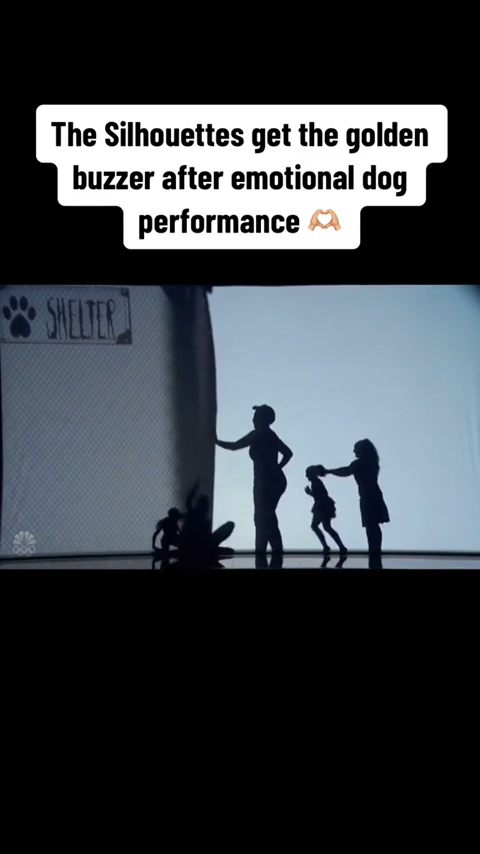 The Silhouettes get the golden
buzzer after emotional dog
performance 🫶🏼
SHELTER